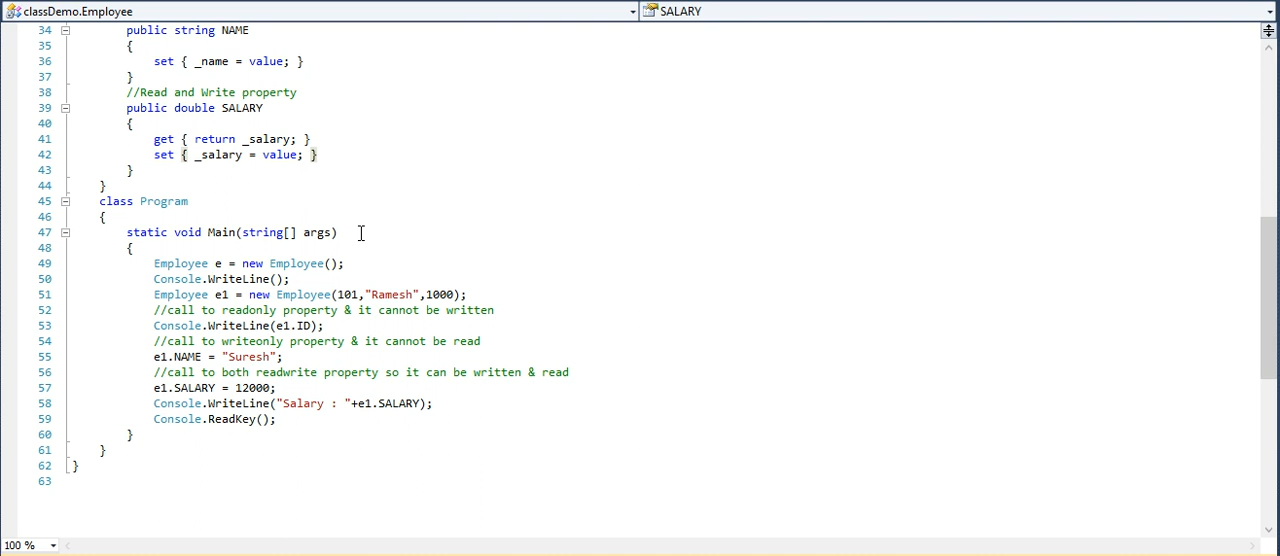 classDemo.Employee SALARY
34 public string NAME
35 {
36 set { _name = value; }
37 }
38 //Read and Write property
39 public double SALARY
40 {
41 get { return _salary; }
42 set { _salary = value; }
43 }
44 }
45 class Program
46 {
47 static void Main(string[] args)
48 {
49 Employee e = new Employee();
50 Console.WriteLine();
51 Employee e1 = new Employee(101,"Ramesh",1000);
52 //call to readonly property & it cannot be written
53 Console.WriteLine(e1.ID);
54 //call to writeonly property & it cannot be read
55 e1.NAME = "Suresh";
56 //call to both readwrite property so it can be written & read
57 e1.SALARY = 12000;
58 Console.WriteLine("Salary : "+e1.SALARY);
59 Console.ReadKey();
60 }
61 }
62 }
63
100 %